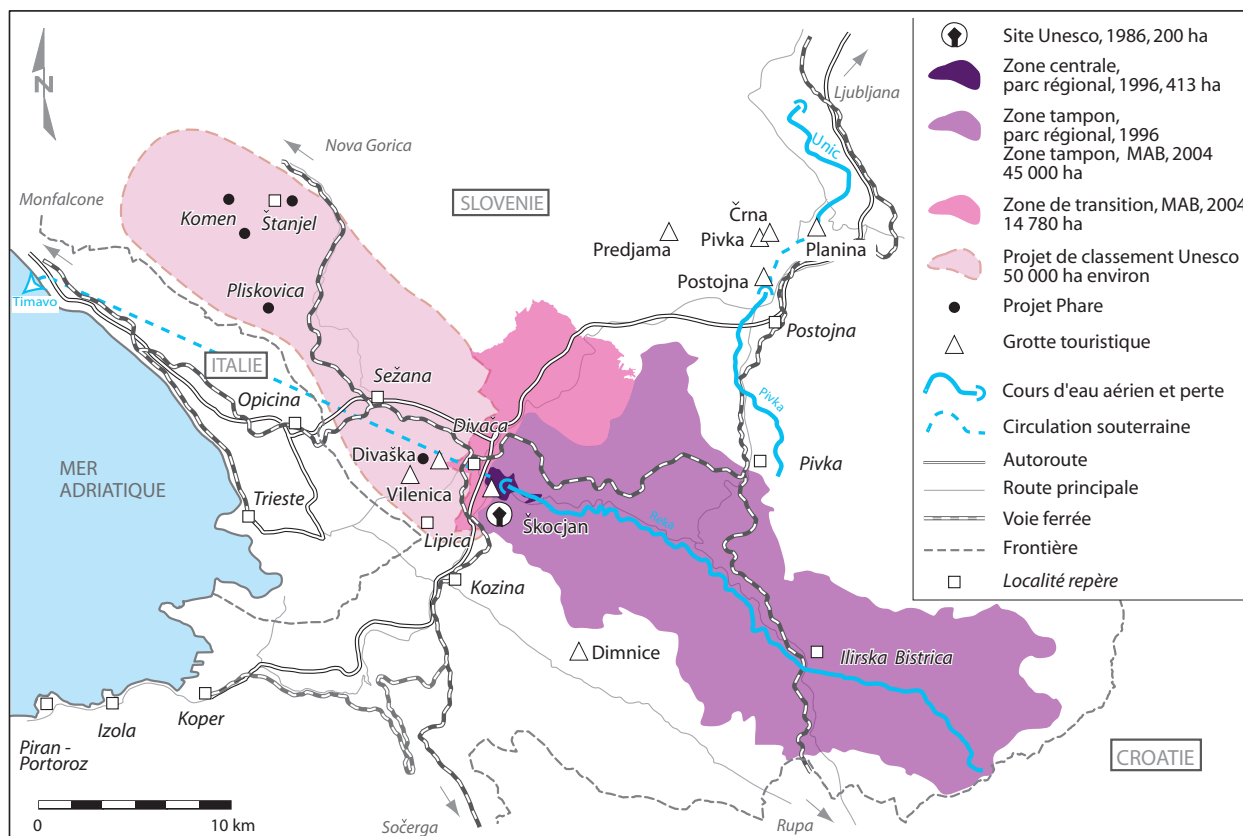 Site Unesco, 1986, 200 ha
Zone centrale,
parc régional, 1996, 413 ha
Zone tampon,
parc régional, 1996
Zone tampon, MAB, 2004
45 000 ha
Zone de transition, MAB, 2004
14 780 ha
Projet de classement Unesco
50 000 ha environ
Projet Phare
Grotte touristique
Cours d'eau aérien et perte
Circulation souterraine
Autoroute
Route principale
Voie ferrée
Frontière
Localité repère
N
Ljubljana
Nova Gorica
Monfalcone
SLOVENIE
Unic
Komen
Štanjel
Črna
Pivka
Predjama
Planina
Postojna
Timavo
Pliskovica
Postojna
ITALIE
Sežana
Opicina
Pivka
Divača
Divaška
Pivka
MER
ADRIATIQUE
Vilenica
Trieste
Škocjan
Reka
Lipica
Kozina
Dimnice
Ilirska Bistrica
Koper
Izola
Piran -
Portoroz
CROATIE
0
10 km
Sočerga
Rupa